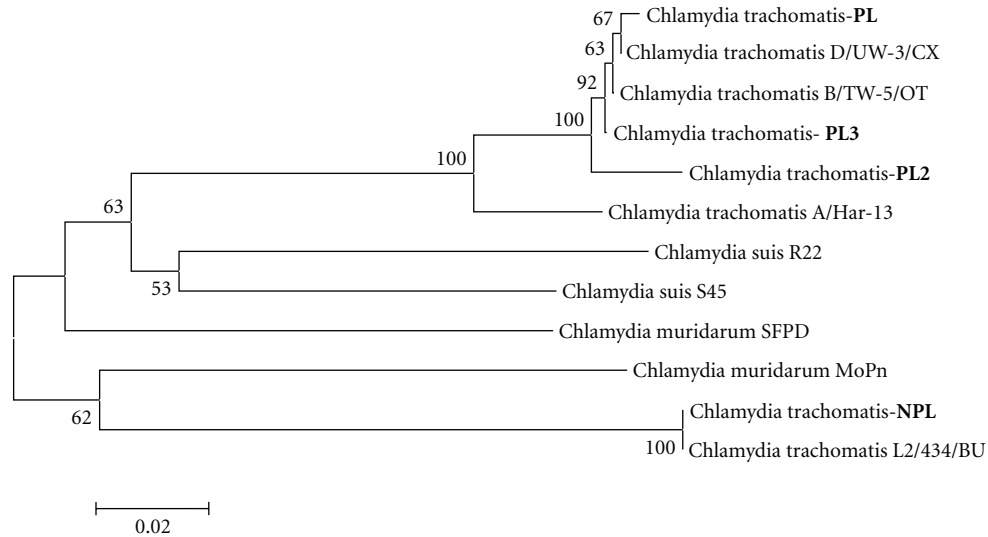 67
Chlamydia trachomatis-PL
63
Chlamydia trachomatis D/UW-3/CX
92
Chlamydia trachomatis B/TW-5/OT
100
Chlamydia trachomatis- PL3
100
Chlamydia trachomatis-PL2
63
Chlamydia trachomatis A/Har-13
Chlamydia suis R22
53
Chlamydia suis S45
Chlamydia muridarum SFPD
Chlamydia muridarum MoPn
62
Chlamydia trachomatis-NPL
100
Chlamydia trachomatis L2/434/BU
0.02